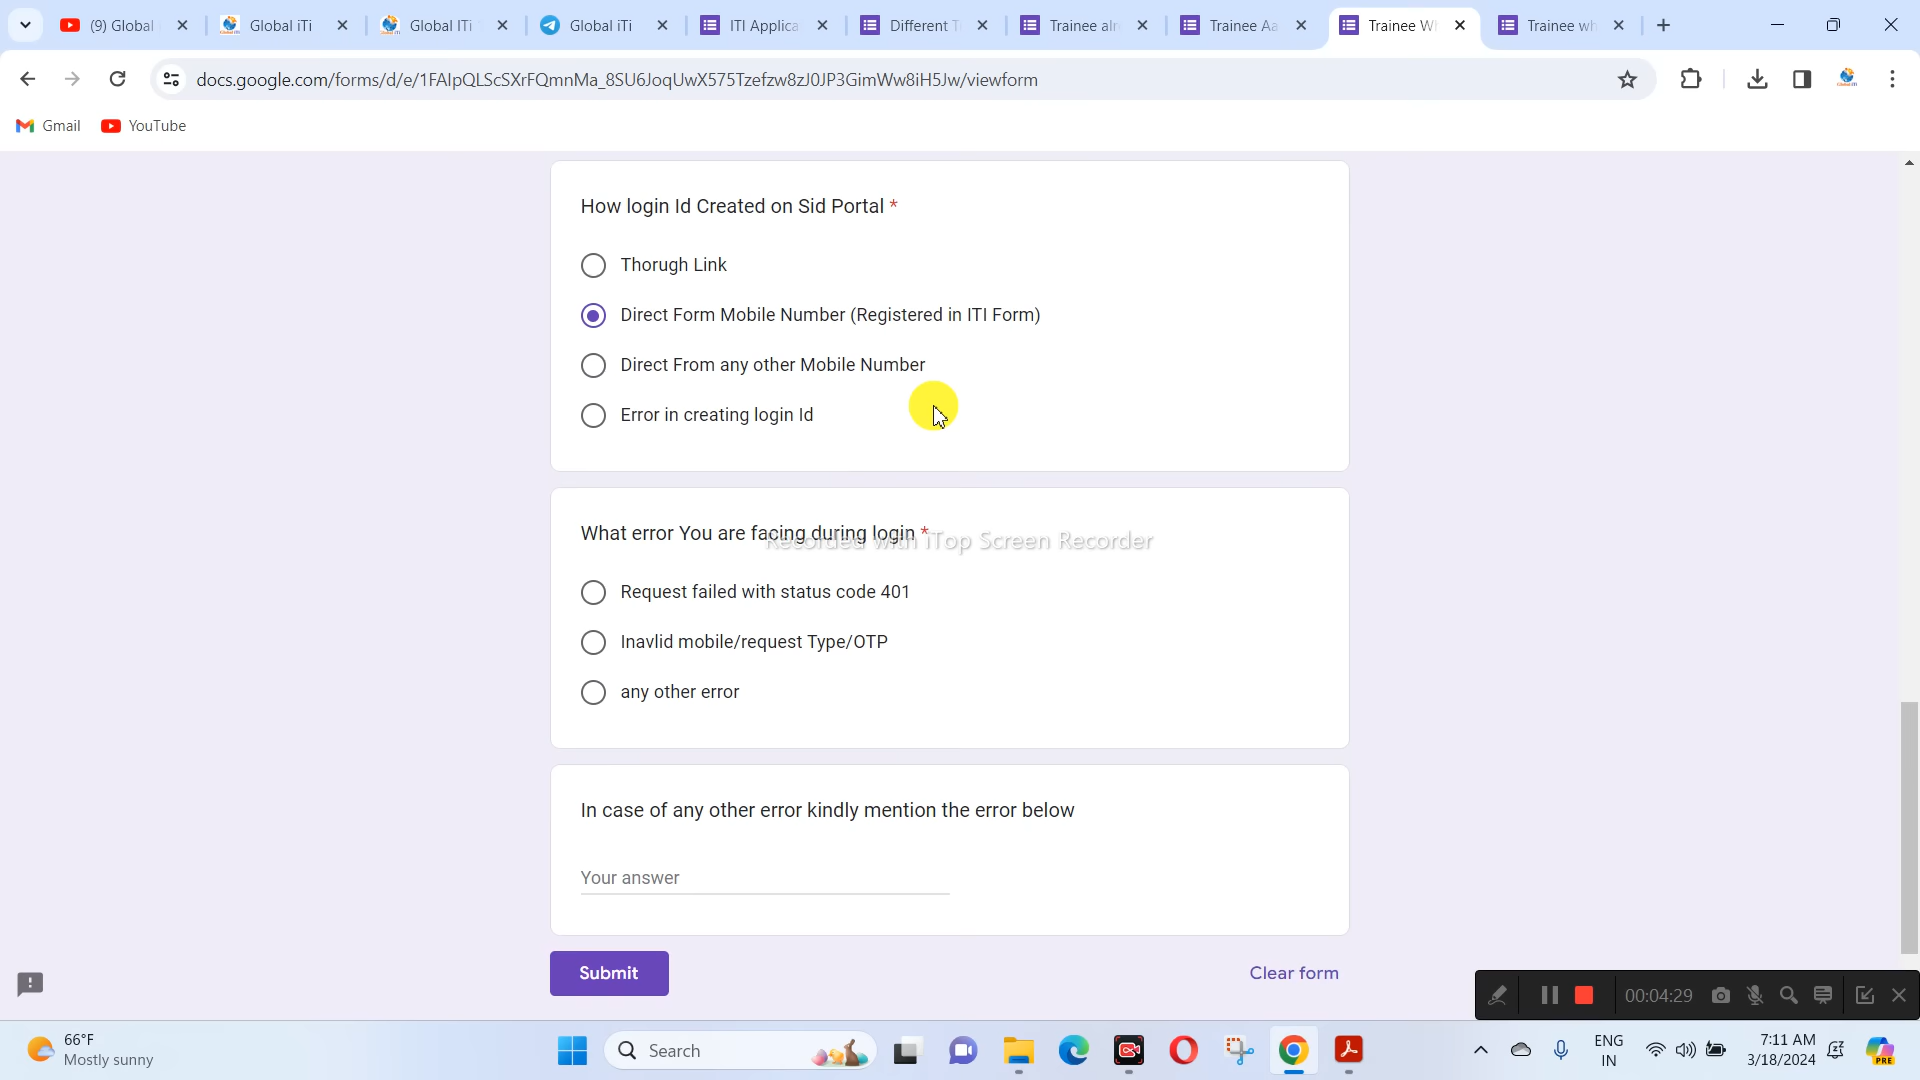 (9) Global
Global iTi
Global ITi
Global iTi
ITI Applica
Different T
Trainee alr
Trainee Aa
Trainee W
Trainee wh
docs.google.com/forms/d/e/1FAIpQLScSXrFQmnMa_8SU6JoqUwX575Tzefzw8zJ0JP3GimWw8iH5Jw/viewform
Gmail
YouTube
How login Id Created on Sid Portal *
Thorugh Link
Direct Form Mobile Number (Registered in ITI Form)
Direct From any other Mobile Number
Error in creating login Id
What error You are facing during login *
Recorded with iTop Screen Recorder
Request failed with status code 401
Inavlid mobile/request Type/OTP
any other error
In case of any other error kindly mention the error below
Your answer
Submit
Clear form
00:04:29
66°F
Mostly sunny
Search
ENG
IN
7:11 AM
3/18/2024
PRE